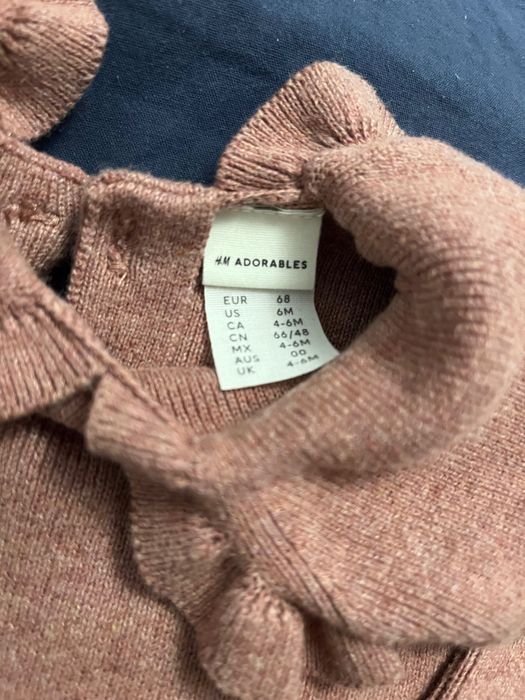 H&M ADORABLES
EUR 68
US 6M
CA 4-6M
CN 66/48
MX 4-6M
AUS 00
UK 4-6M